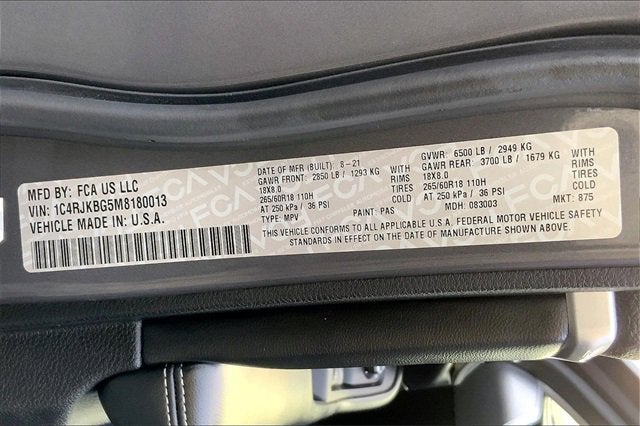 MFD BY: FCA US LLC
VIN: 1C4RJKBG5M8180013
VEHICLE MADE IN U.S.A.
DATE OF MFR (BUILT): 8-21
GVWR: 6500 LB / 2949 KG
GAWR FRONT: 2850 LB / 1293 KG WITH
GAWR REAR: 3700 LB / 1679 KG WITH
18X8.0 RIMS
18X8.0 RIMS
265/60R18 110H TIRES
265/60R18 110H TIRES
AT 250 kPa / 36 PSI COLD
AT 250 kPa / 36 PSI COLD
TYPE: MPV
PAINT: PAS
MDH: 083003
MKT: 875
THIS VEHICLE CONFORMS TO ALL APPLICABLE U.S.A. FEDERAL MOTOR VEHICLE SAFETY STANDARDS IN EFFECT ON THE DATE OF MANUFACTURE SHOWN ABOVE.